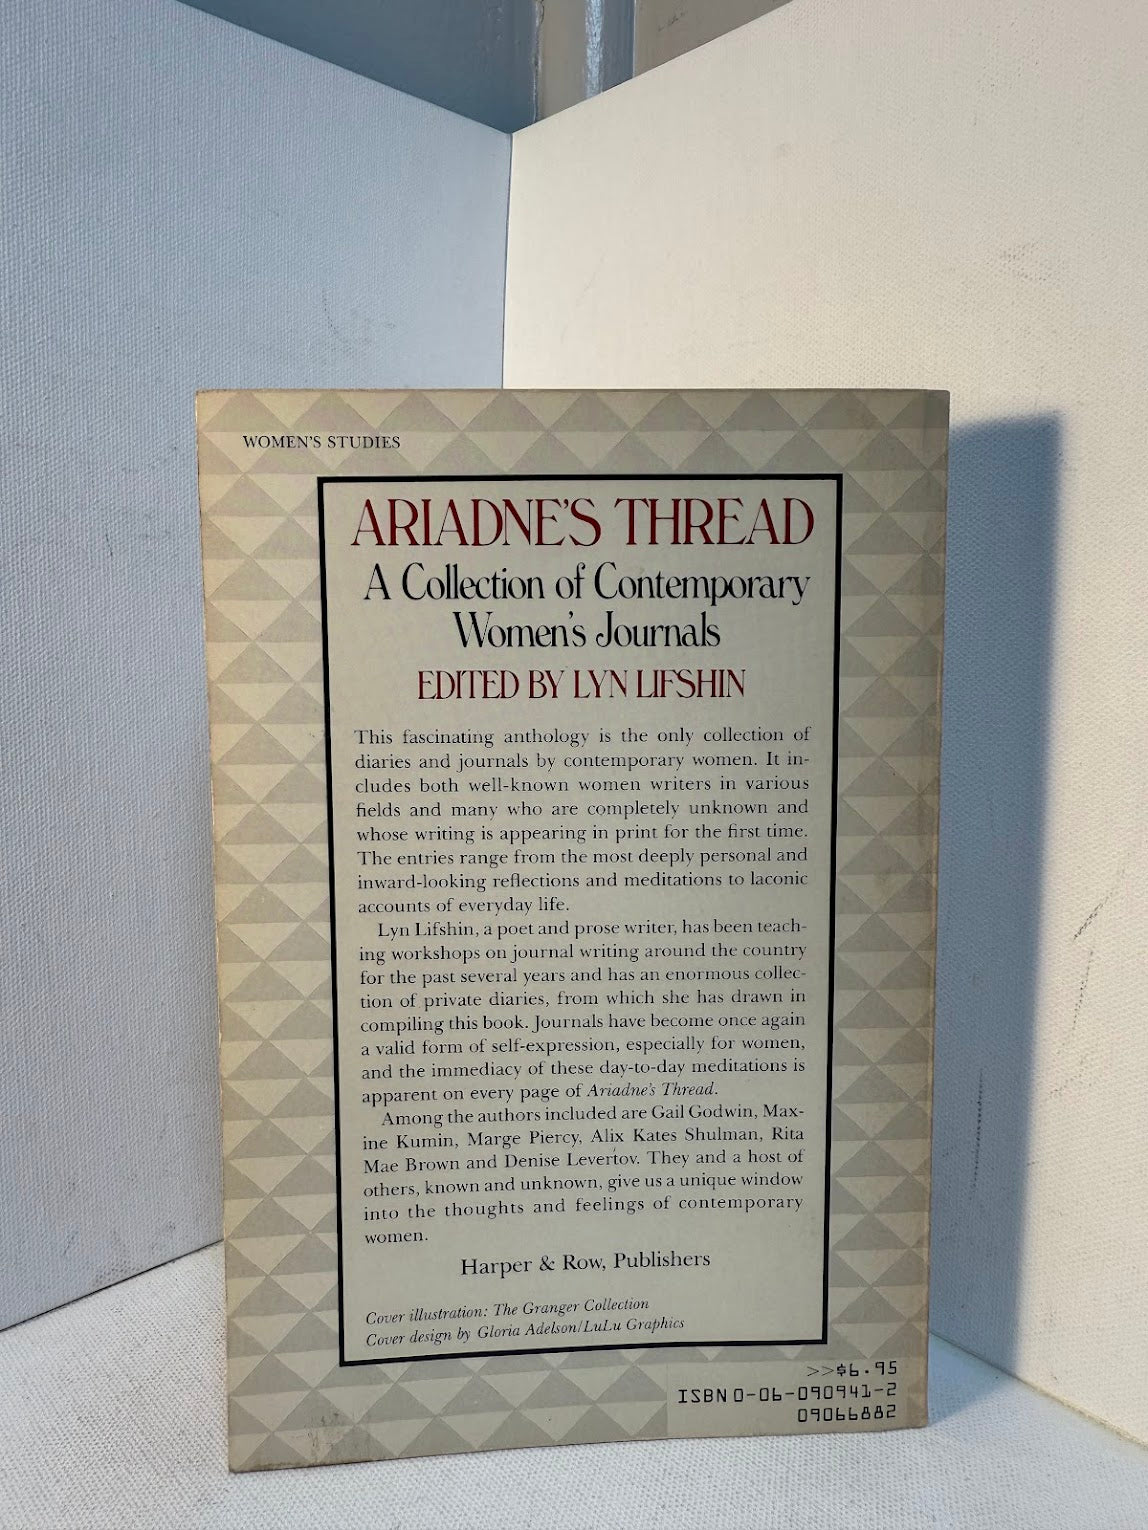 WOMEN'S STUDIES
ARIADNE'S THREAD
A Collection of Contemporary
Women's Journals
EDITED BY LYN LIFSHIN
This fascinating anthology is the only collection of
diaries and journals by contemporary women. It in-
cludes both well-known women writers in various
fields and many who are completely unknown and
whose writing is appearing in print for the first time.
The entries range from the most deeply personal and
inward-looking reflections and meditations to laconic
accounts of everyday life.
Lyn Lifshin, a poet and prose writer, has been teach-
ing workshops on journal writing around the country
for the past several years and has an enormous collec-
tion of private diaries, from which she has drawn in
compiling this book. Journals have become once again
a valid form of self-expression, especially for women,
and the immediacy of these day-to-day meditations is
apparent on every page of Ariadne's Thread.
Among the authors included are Gail Godwin, Max-
ine Kumin, Marge Piercy, Alix Kates Shulman, Rita
Mae Brown and Denise Levertov. They and a host of
others, known and unknown, give us a unique window
into the thoughts and feelings of contemporary
women.
Harper & Row, Publishers
Cover illustration: The Granger Collection
Cover design by Gloria Adelson/LuLu Graphics
>>$6.95
ISBN 0-06-090941-2
09066882